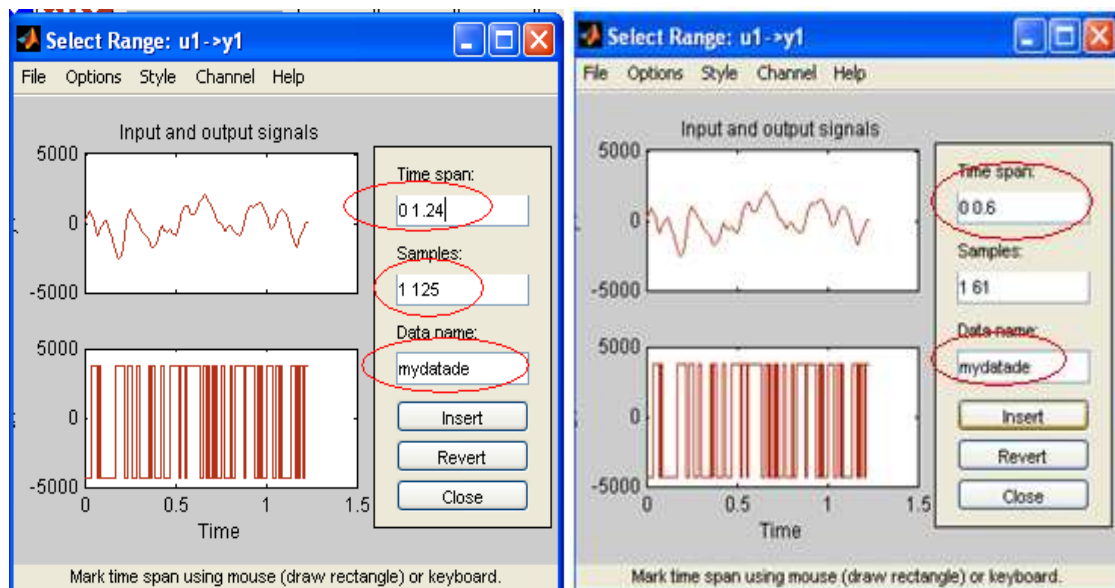 Select Range: u1->y1
File Options Style Channel Help
Input and output signals
5000
0
-5000
5000
0
-5000
0 0.5 1 1.5
Time
Time span:
0 1.24
Samples:
1 125
Data name:
mydatade
Insert
Revert
Close
Mark time span using mouse (draw rectangle) or keyboard.
Select Range: u1->y1
File Options Style Channel Help
Input and output signals
5000
0
-5000
5000
0
-5000
0 0.5 1 1.5
Time
Time span:
0 0.6
Samples:
1 61
Data name:
mydatade
Insert
Revert
Close
Mark time span using mouse (draw rectangle) or keyboard.